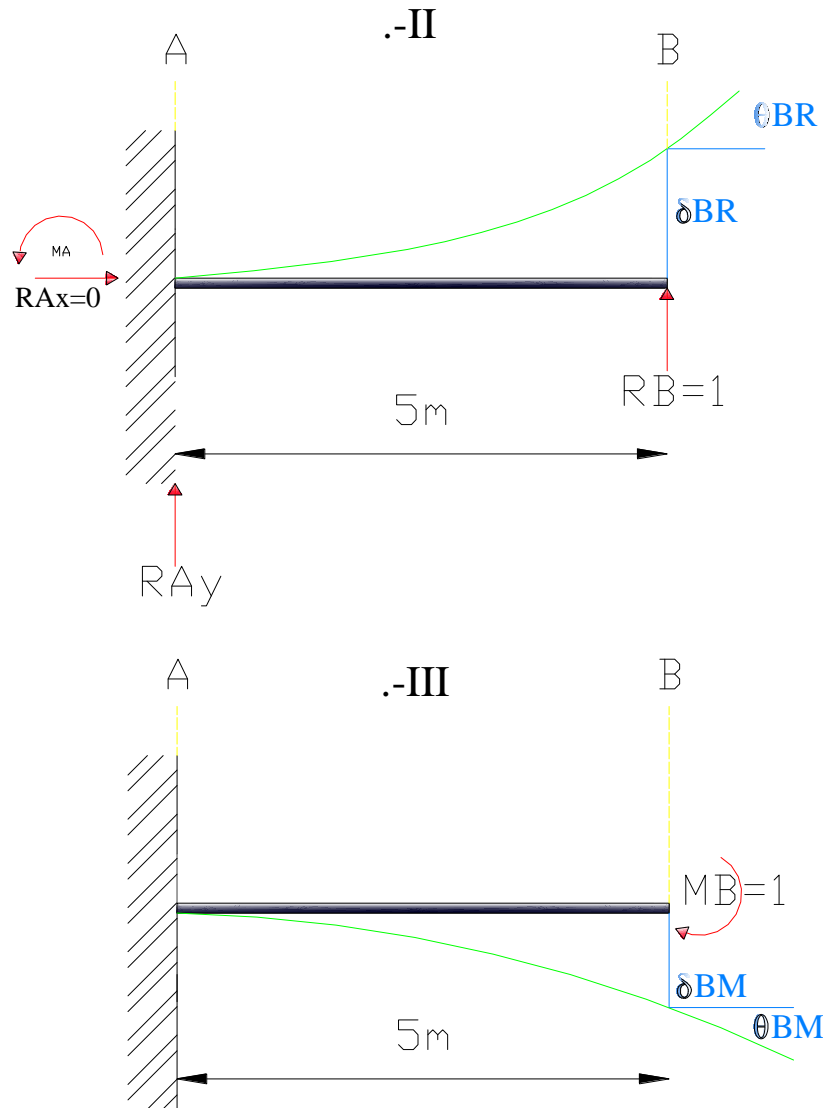 .-II
A
B
θBR
δBR
MA
RAx=0
RB=1
5m
RAy
A
.-III
B
MB=1
δBM
θBM
5m